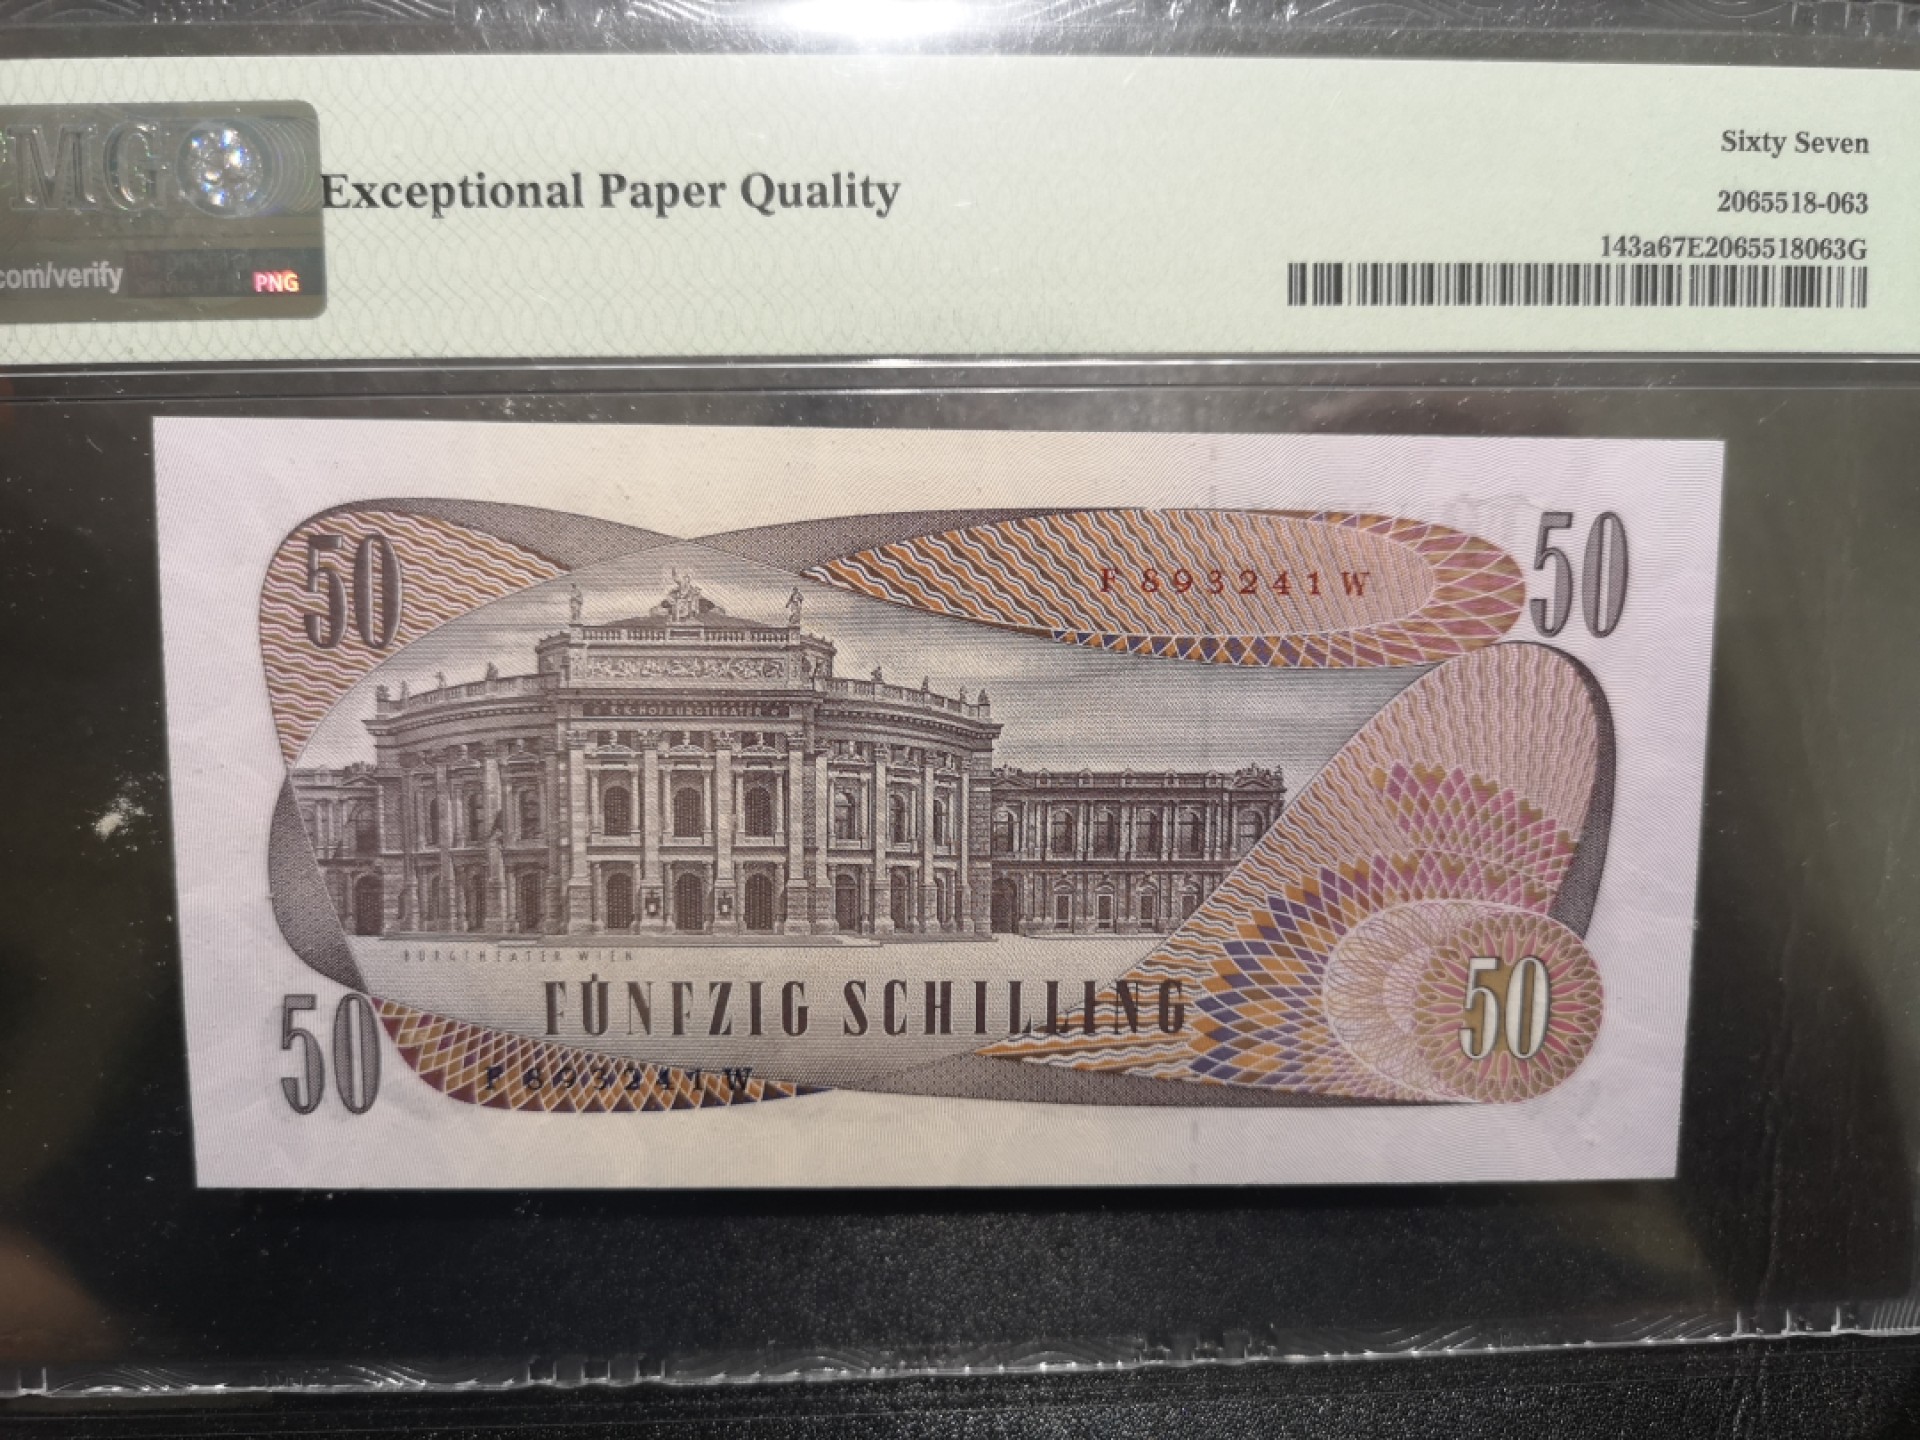 PMG
Exceptional Paper Quality
Sixty Seven
2065518-063
143a67E2065518063G
.com/verify
PNG
50
50
F 893241 W
K.K. HOFBURGTHEATER
BURGTHEATER WIEN
FÜNFZIG SCHILLING
50
50
F 893241 W